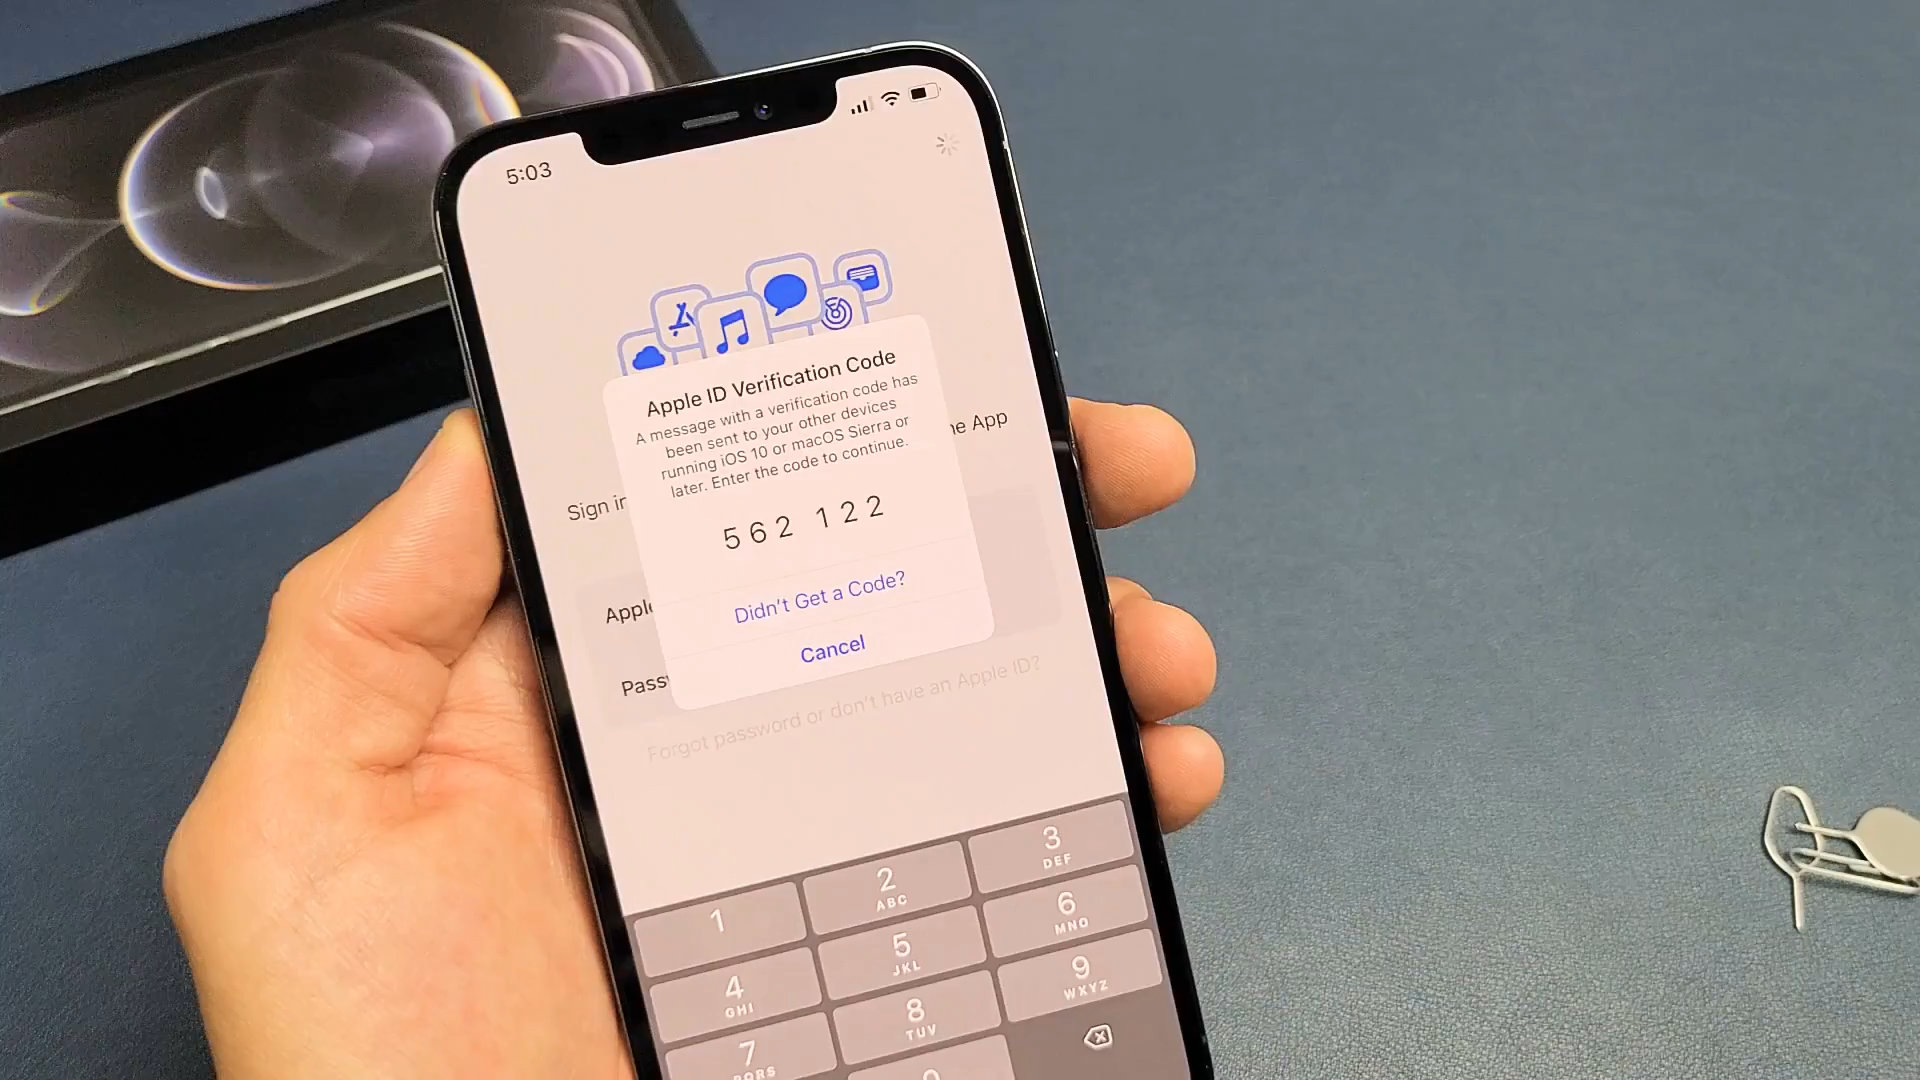 5:03
Apple ID Verification Code
A message with a verification code has
been sent to your other devices
running iOS 10 or macOS Sierra or
later. Enter the code to continue.
Sign in
App
562 122
Didn't Get a Code?
Cancel
Forgot password or don't have an Apple ID?
1
2
ABC
3
DEF
4
GHI
5
JKL
6
MNO
7
PQRS
8
TUV
9
WXYZ
0